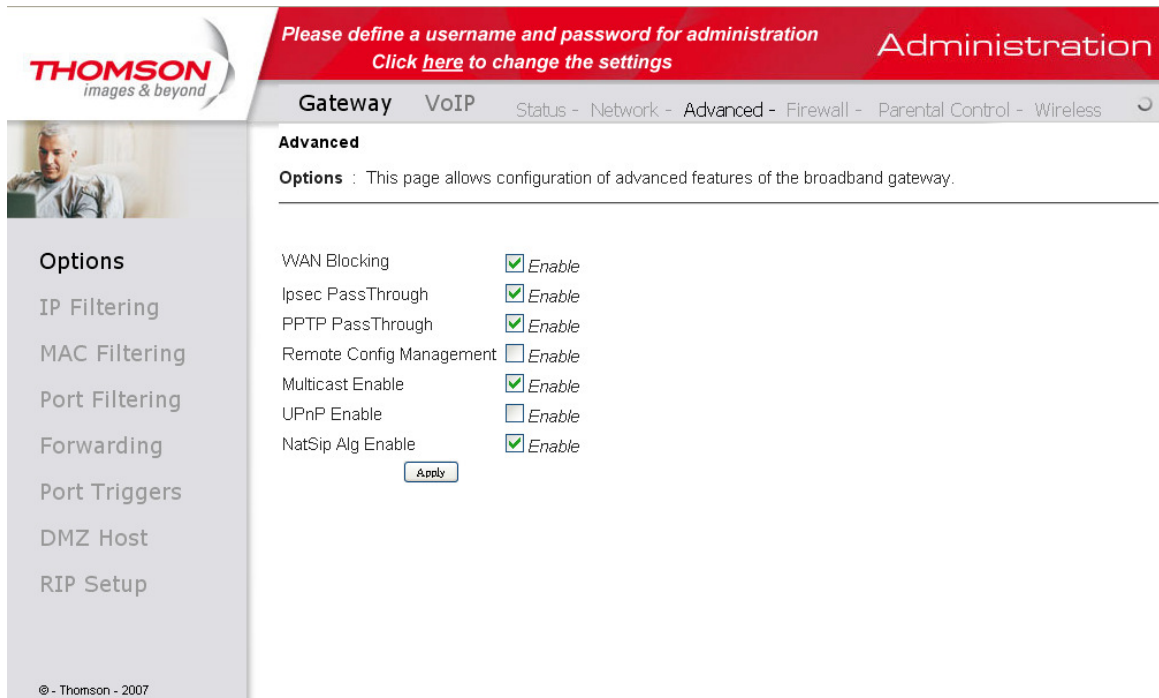 THOMSON
images & beyond
Please define a username and password for administration
Click here to change the settings
Administration
Gateway VoIP Status - Network - Advanced - Firewall - Parental Control - Wireless
Advanced
Options : This page allows configuration of advanced features of the broadband gateway.
Options
IP Filtering
MAC Filtering
Port Filtering
Forwarding
Port Triggers
DMZ Host
RIP Setup
WAN Blocking Enable
Ipsec PassThrough Enable
PPTP PassThrough Enable
Remote Config Management Enable
Multicast Enable Enable
UPnP Enable Enable
NatSip Alg Enable Enable
Apply
© - Thomson - 2007